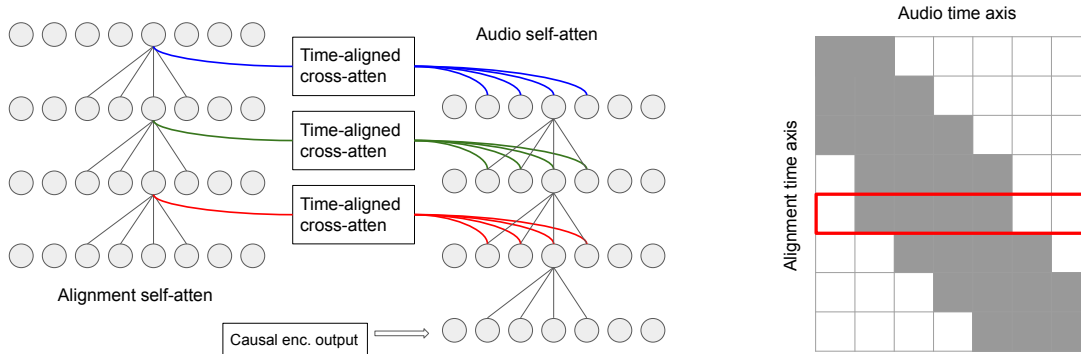 Time-aligned
cross-atten
Audio self-atten
Time-aligned
cross-atten
Time-aligned
cross-atten
Alignment self-atten
Causal enc. output
Audio time axis
Alignment time axis